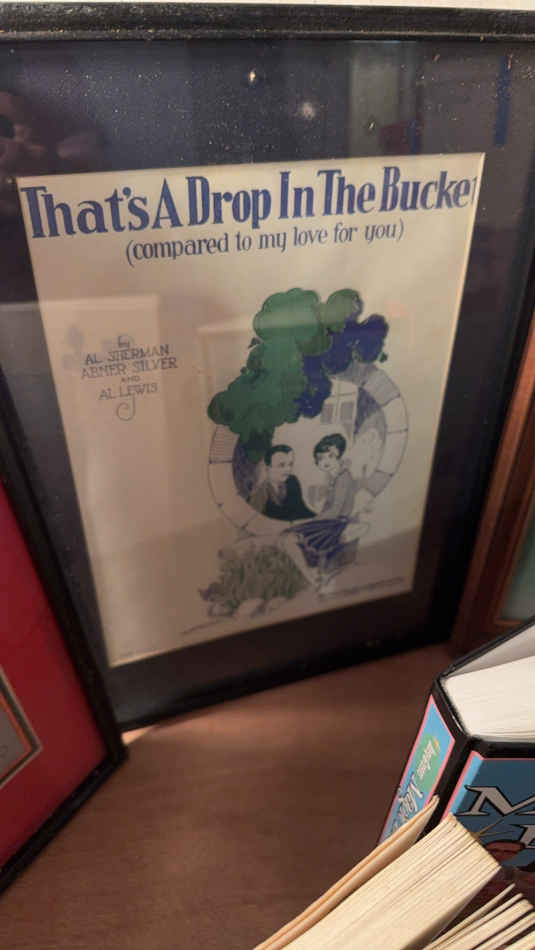 That's A Drop In The Bucket
(compared to my love for you)
by
AL SHERMAN
ABNER SILVER
AND
AL LEWIS